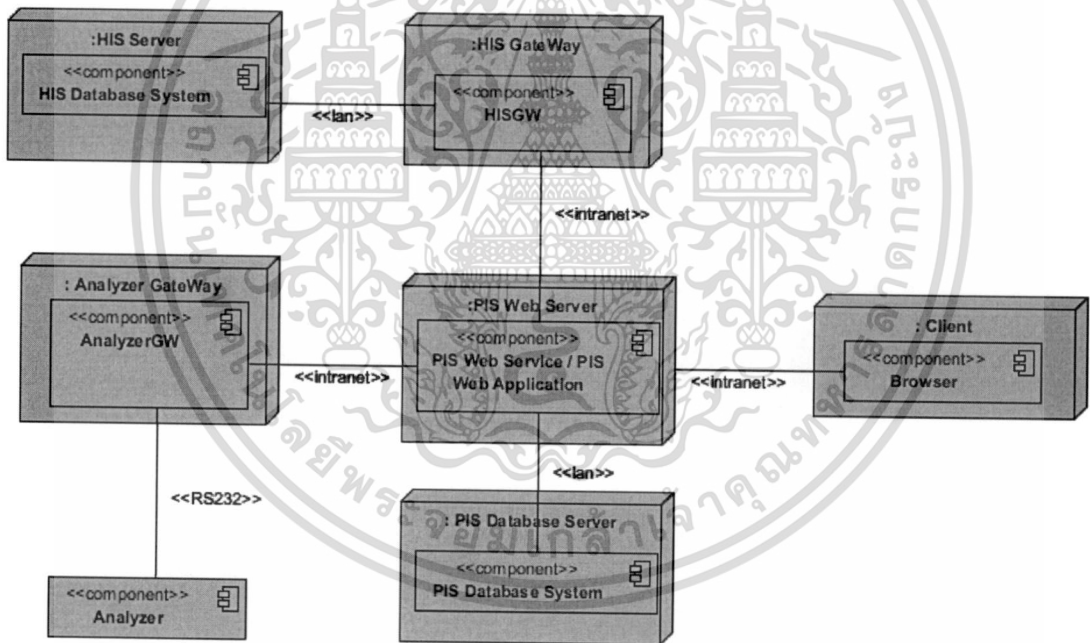 :HIS Server
<<component>>
HIS Database System
<<lan>>
:HIS GateWay
<<component>>
HISGW
<<intranet>>
: Analyzer GateWay
<<component>>
AnalyzerGW
<<intranet>>
:PIS Web Server
<<component>>
PIS Web Service / PIS
Web Application
<<intranet>>
: Client
<<component>>
Browser
<<RS232>>
<<lan>>
<<component>>
Analyzer
: PIS Database Server
<<component>>
PIS Database System